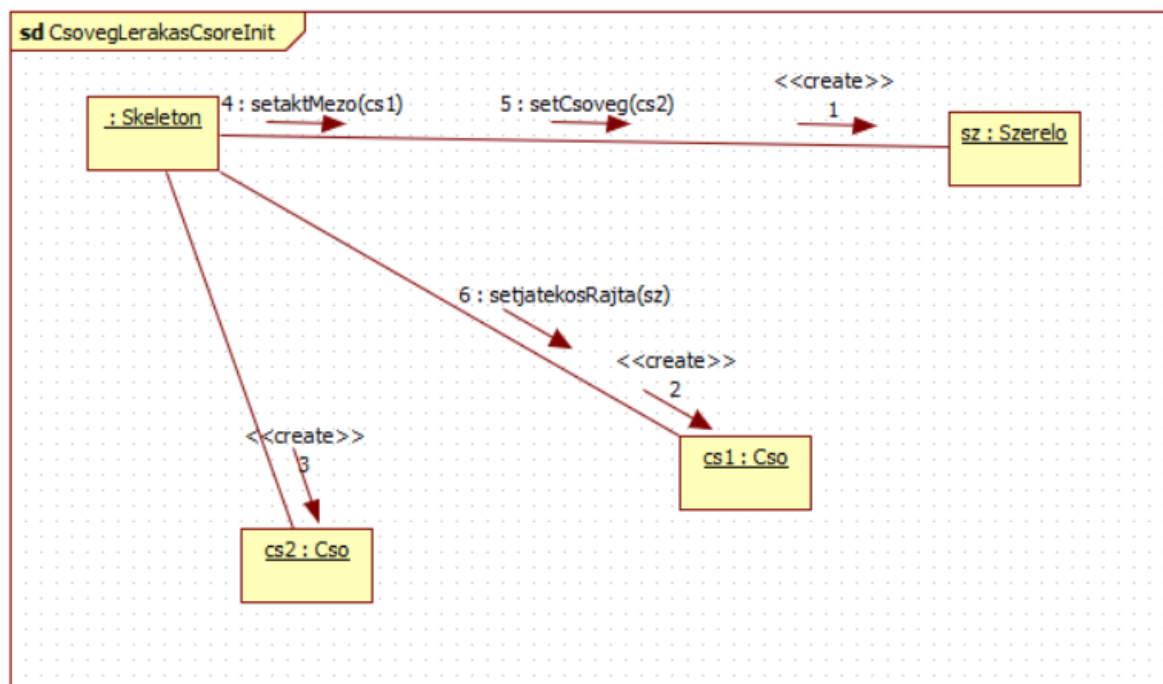 sd CsovegLerakasCsoreInit
<<create>>
4 : setaktMezo(cs1)
5 : setCsoveg(cs2)
1
: Skeleton
sz : Szerelo
6 : setjatekosRajta(sz)
<<create>>
2
<<create>>
3
cs1 : Cso
cs2 : Cso